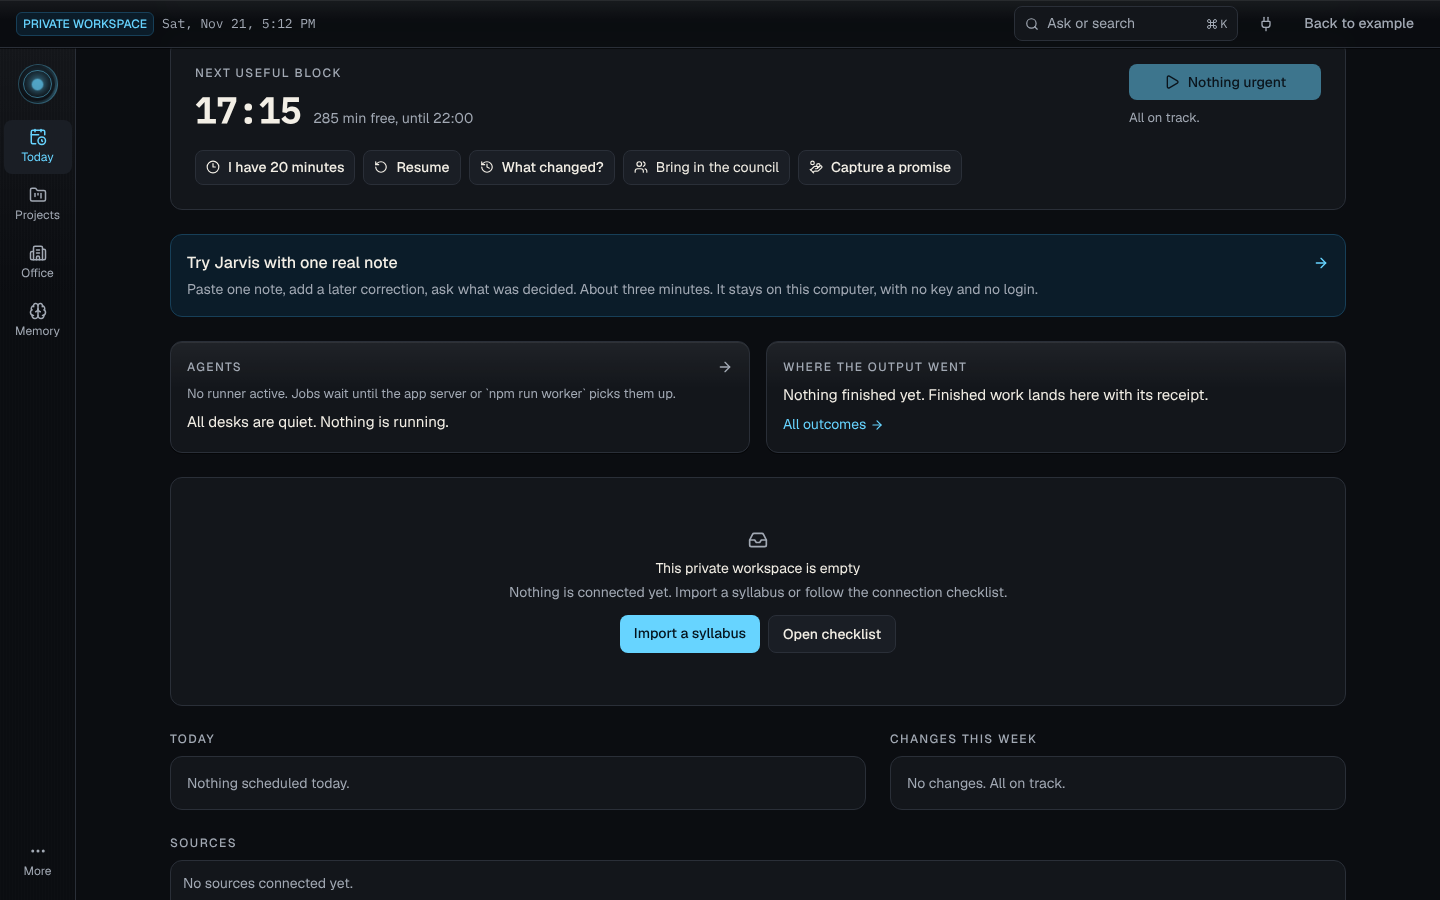 PRIVATE WORKSPACE
Sat, Nov 21, 5:12 PM
Ask or search
⌘K
Back to example
Today
Projects
Office
Memory
More
NEXT USEFUL BLOCK
17:15 285 min free, until 22:00
Nothing urgent
All on track.
I have 20 minutes
Resume
What changed?
Bring in the council
Capture a promise
Try Jarvis with one real note
Paste one note, add a later correction, ask what was decided. About three minutes. It stays on this computer, with no key and no login.
AGENTS
No runner active. Jobs wait until the app server or `npm run worker` picks them up.
All desks are quiet. Nothing is running.
WHERE THE OUTPUT WENT
Nothing finished yet. Finished work lands here with its receipt.
All outcomes
This private workspace is empty
Nothing is connected yet. Import a syllabus or follow the connection checklist.
Import a syllabus
Open checklist
TODAY
Nothing scheduled today.
CHANGES THIS WEEK
No changes. All on track.
SOURCES
No sources connected yet.